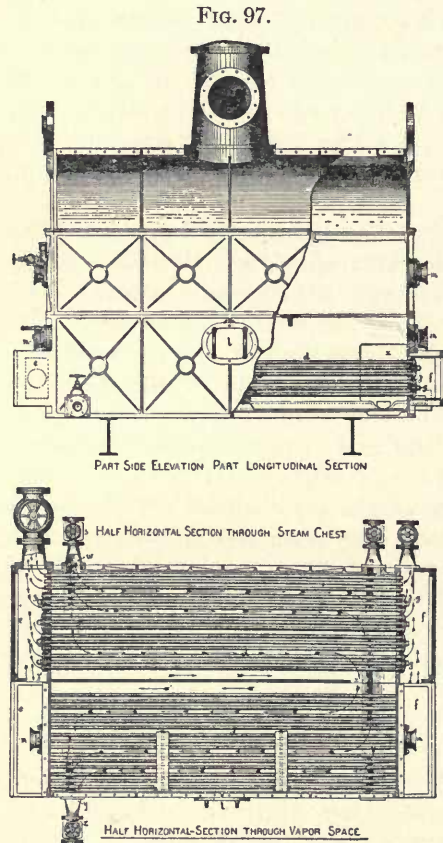 FIG. 97.
PART SIDE ELEVATION PART LONGITUDINAL SECTION
HALF HORIZONTAL SECTION THROUGH STEAM CHEST
HALF HORIZONTAL-SECTION THROUGH VAPOR SPACE